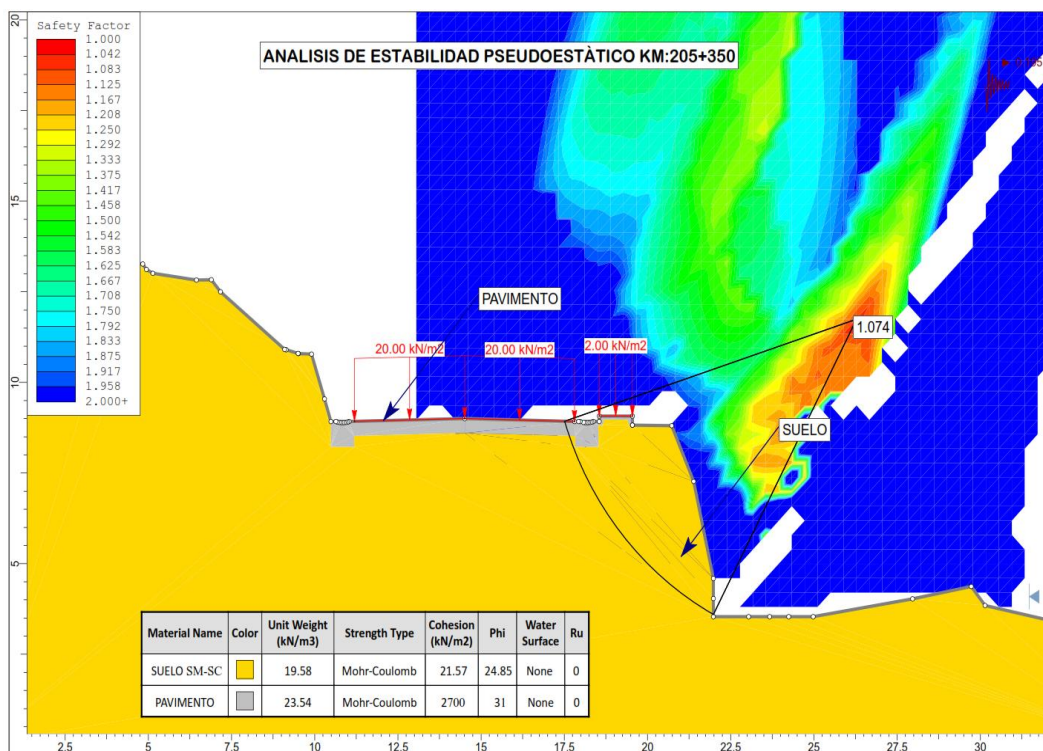 Safety Factor
1.000
1.042
1.083
1.125
1.167
1.208
1.250
1.292
1.333
1.375
1.417
1.458
1.500
1.542
1.583
1.625
1.667
1.708
1.750
1.792
1.833
1.875
1.917
1.958
2.000+
ANALISIS DE ESTABILIDAD PSEUDOESTÀTICO KM:205+350
PAVIMENTO
1.074
20.00 kN/m2
20.00 kN/m2
2.00 kN/m2
SUELO
Material Name Color Unit Weight (kN/m3) Strength Type Cohesion (kN/m2) Phi Water Surface Ru
SUELO SM-SC 19.58 Mohr-Coulomb 21.57 24.85 None 0
PAVIMENTO 23.54 Mohr-Coulomb 2700 31 None 0
20
15
10
5
2.5 5 7.5 10 12.5 15 17.5 20 22.5 25 27.5 30